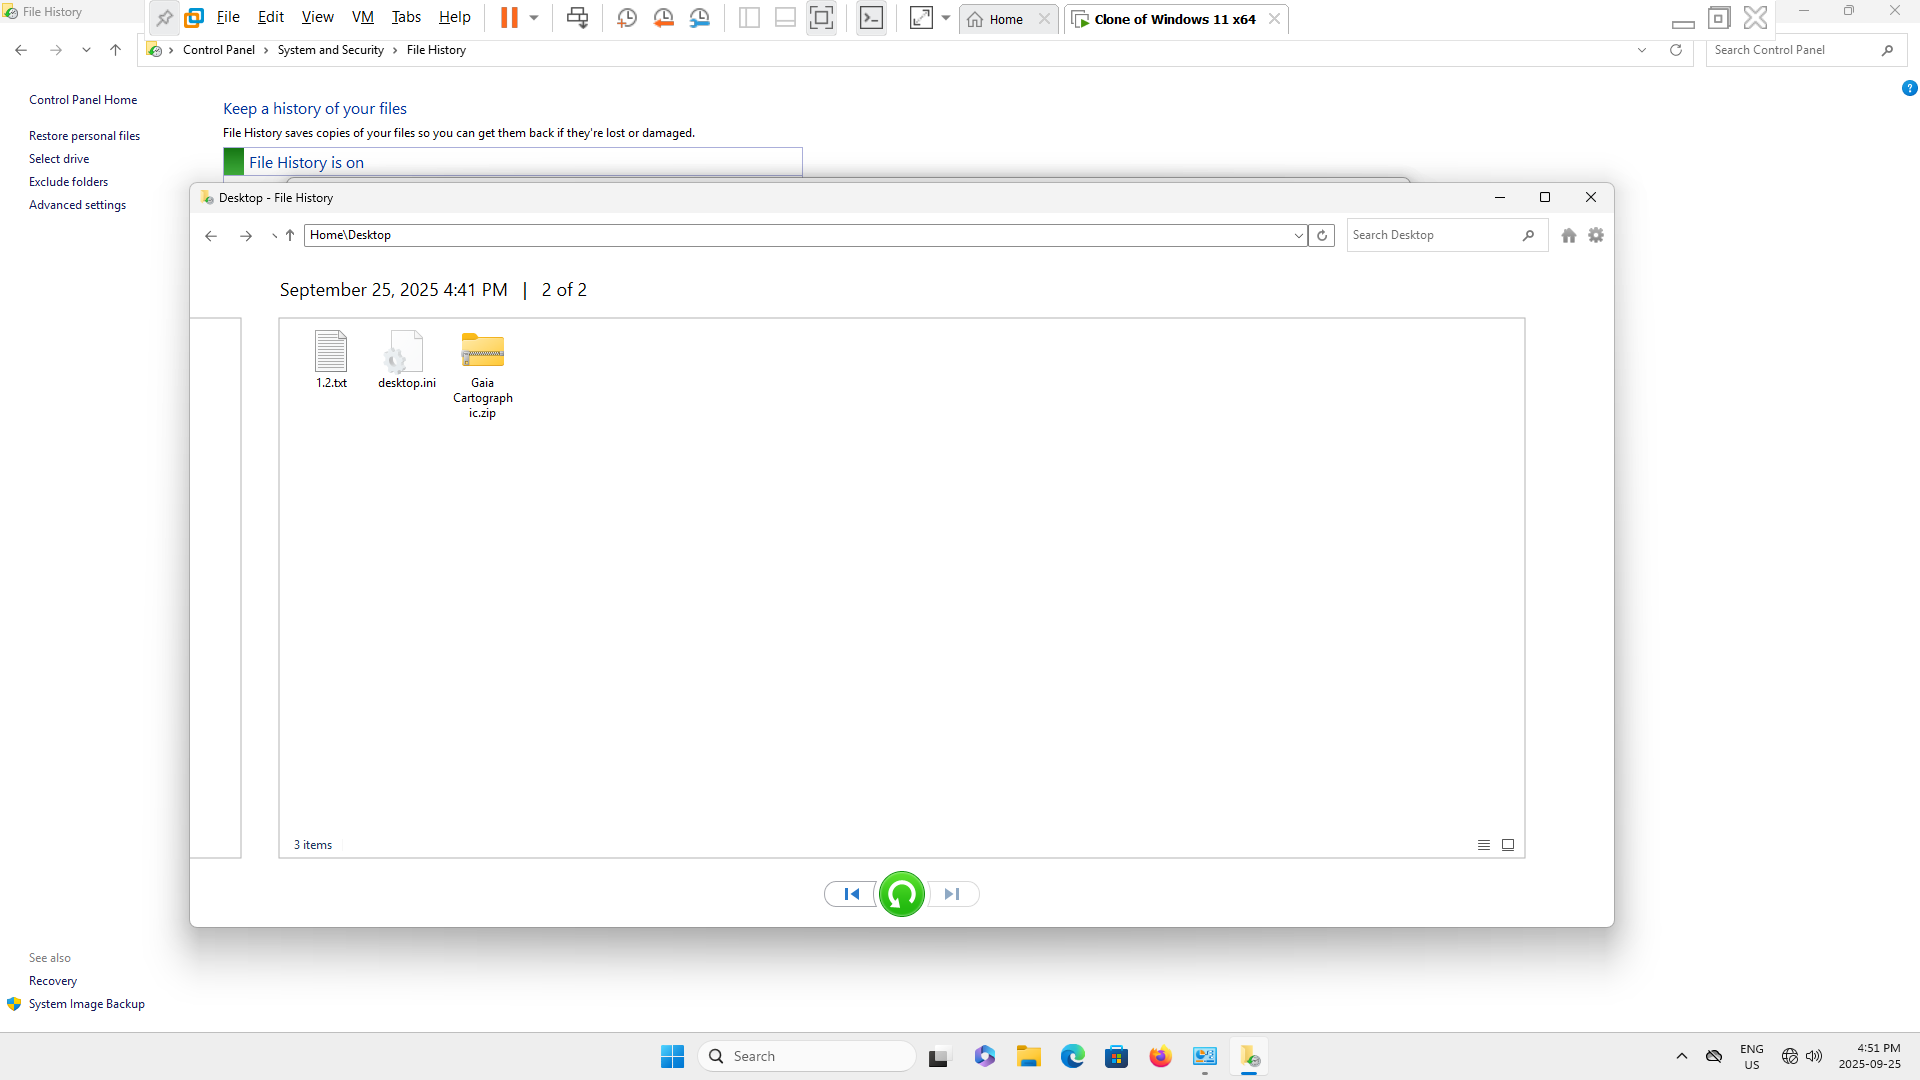 File History
File Edit View VM Tabs Help
Home
Clone of Windows 11 x64
Control Panel > System and Security > File History
Search Control Panel
Control Panel Home
Restore personal files
Select drive
Exclude folders
Advanced settings
Keep a history of your files
File History saves copies of your files so you can get them back if they're lost or damaged.
File History is on
Desktop - File History
Home\Desktop
Search Desktop
September 25, 2025 4:41 PM | 2 of 2
1.2.txt
desktop.ini
Gaia
Cartograph
ic.zip
3 items
See also
Recovery
System Image Backup
Search
ENG
US
4:51 PM
2025-09-25